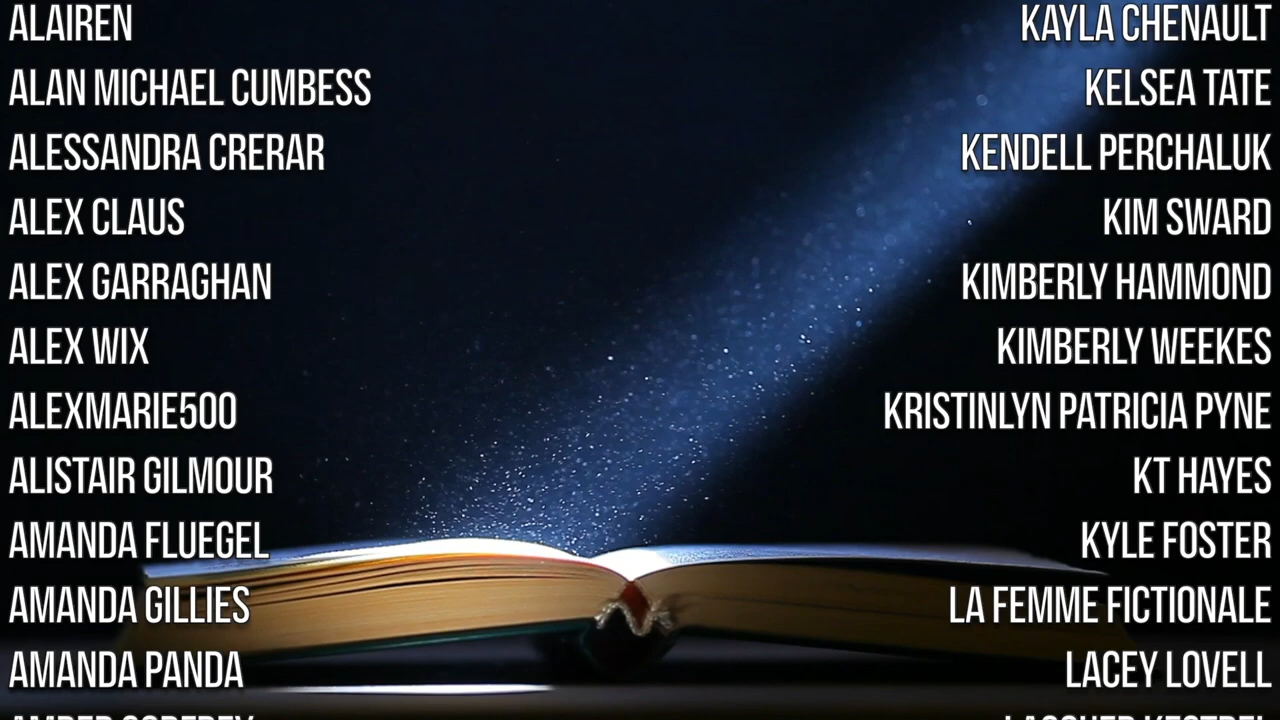 ALAIREN
ALAN MICHAEL CUMBESS
ALESSANDRA CRERAR
ALEX CLAUS
ALEX GARRAGHAN
ALEX WIX
ALEXMARIE500
ALISTAIR GILMOUR
AMANDA FLUEGEL
AMANDA GILLIES
AMANDA PANDA
KAYLA CHENAULT
KELSEA TATE
KENDELL PERCHALUK
KIM SWARD
KIMBERLY HAMMOND
KIMBERLY WEEKES
KRISTINLYN PATRICIA PYNE
KT HAYES
KYLE FOSTER
LA FEMME FICTIONALE
LACEY LOVELL